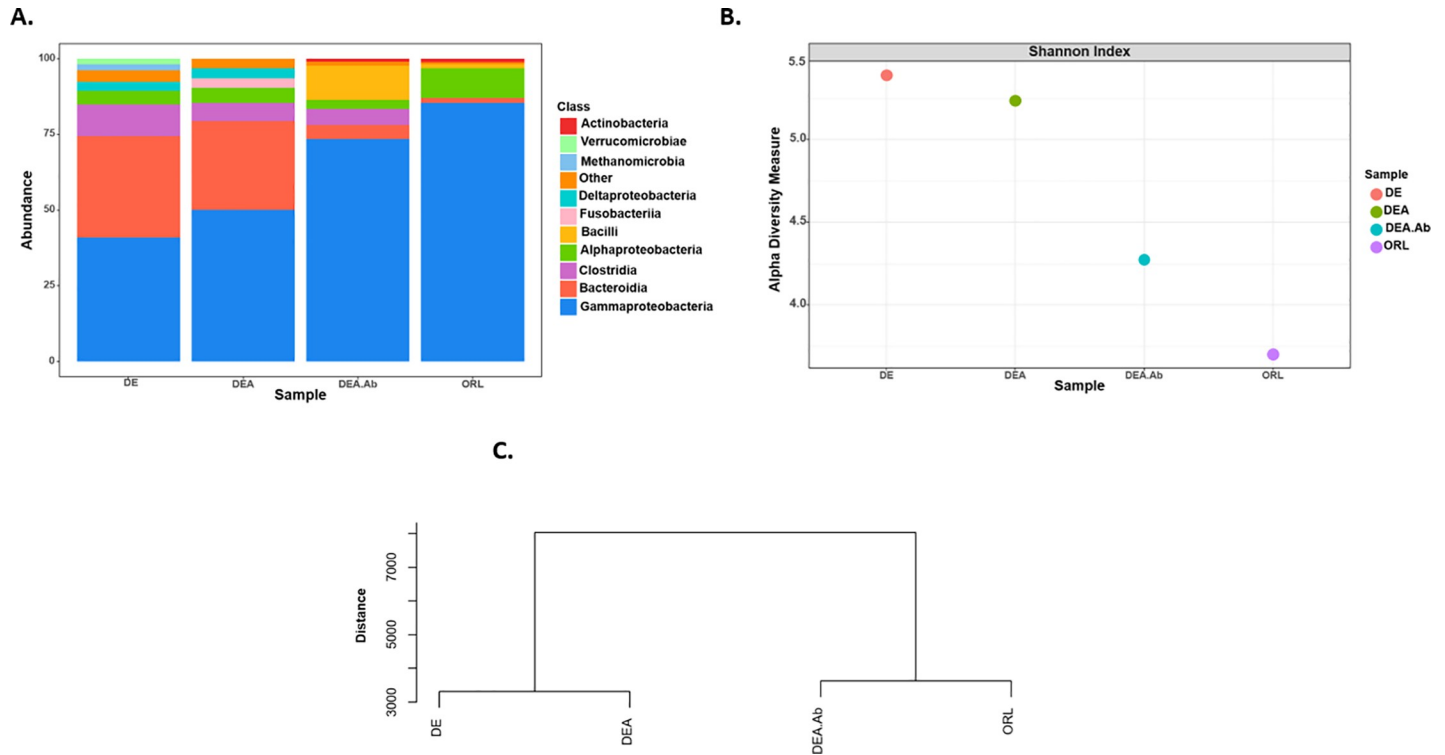 A.
100
75
50
25
0
Abundance
DE DEA DEA.Ab ORL
Sample
Class
Actinobacteria
Verrucomicrobiae
Methanomicrobia
Other
Deltaproteobacteria
Fusobacteriia
Bacilli
Alphaproteobacteria
Clostridia
Bacteroidia
Gammaproteobacteria
B.
Shannon Index
5.5
5.0
4.5
4.0
Alpha Diversity Measure
DE DEA DEA.Ab ORL
Sample
Sample
DE
DEA
DEA.Ab
ORL
C.
Distance
7000
5000
3000
DE
DEA
DEA.Ab
ORL